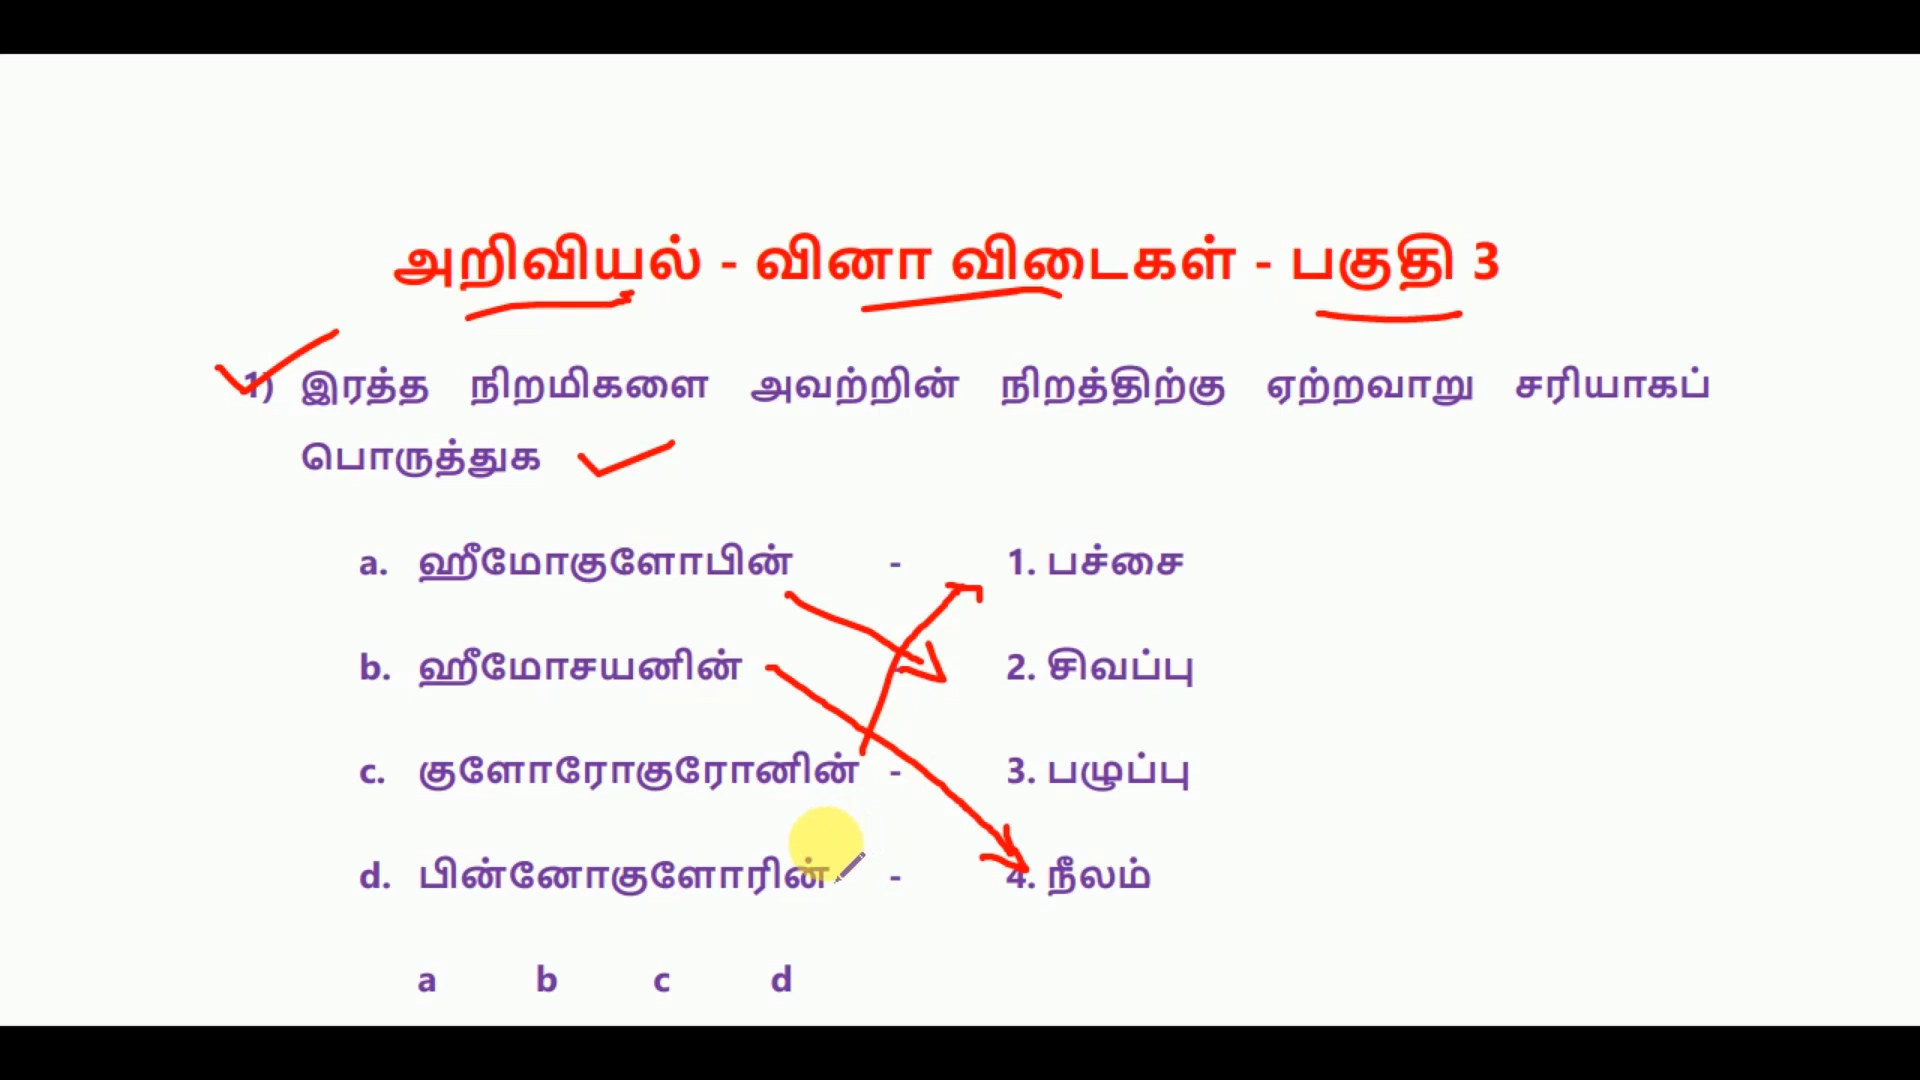 அறிவியல் - வினா விடைகள் - பகுதி 3
1) இரத்த நிறமிகளை அவற்றின் நிறத்திற்கு ஏற்றவாறு சரியாகப்
பொருத்துக
a. ஹீமோகுளோபின் - 1. பச்சை
b. ஹீமோசயனின் - 2. சிவப்பு
c. குளோரோகுரோனின் - 3. பழுப்பு
d. பின்னோகுளோரின் - 4. நீலம்
a b c d